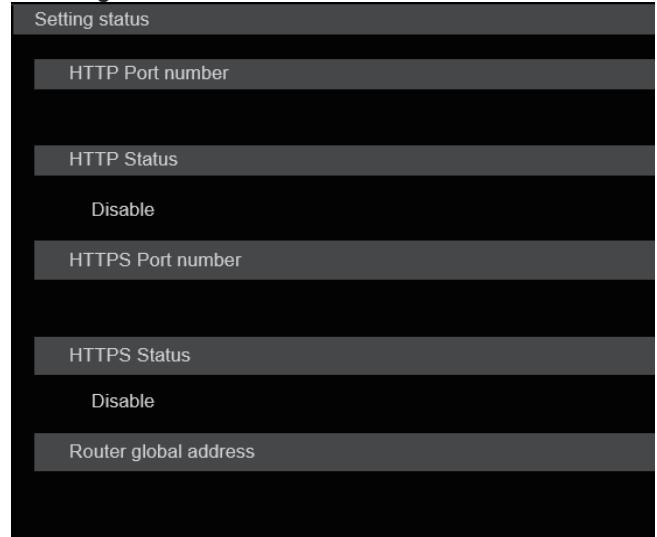 Setting status
HTTP Port number
HTTP Status
Disable
HTTPS Port number
HTTPS Status
Disable
Router global address